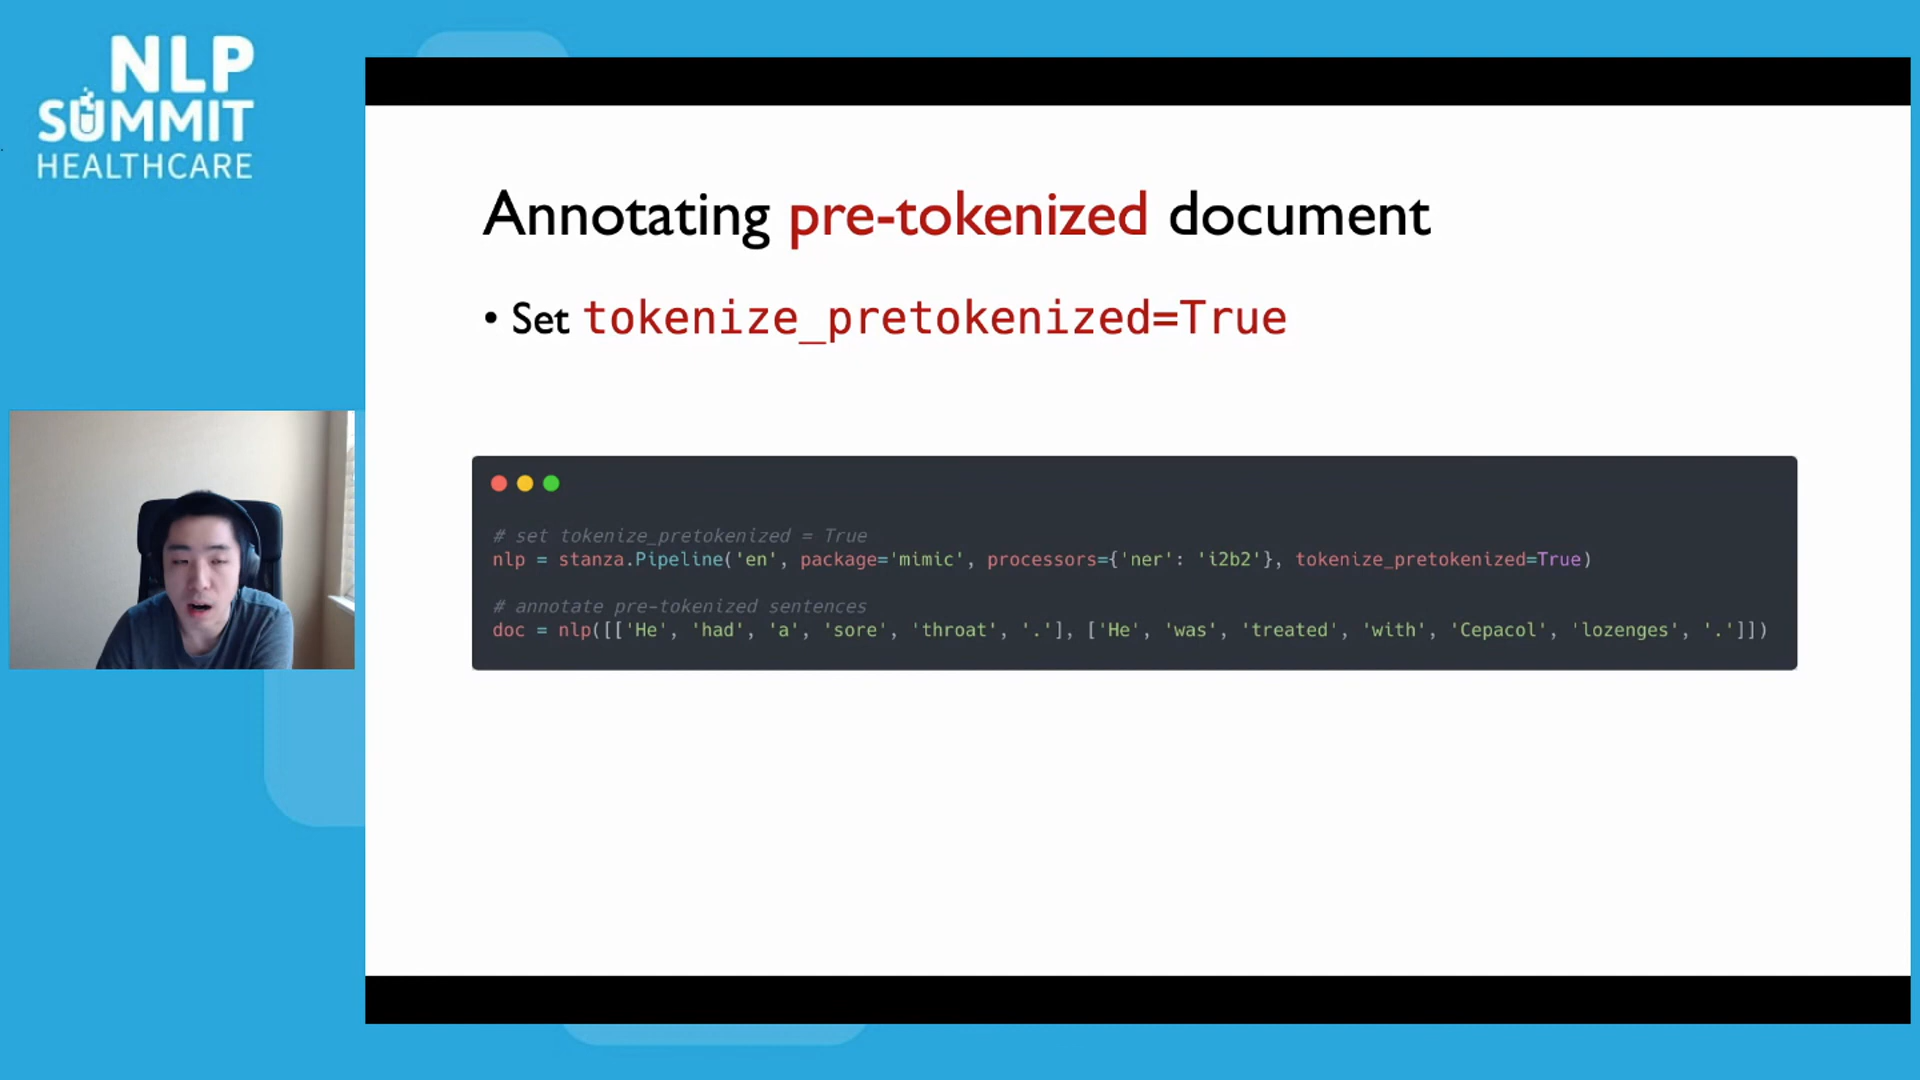 NLP
SUMMIT
HEALTHCARE
Annotating pre-tokenized document
• Set tokenize_pretokenized=True
# set tokenize_pretokenized = True
nlp = stanza.Pipeline('en', package='mimic', processors={'ner': 'i2b2'}, tokenize_pretokenized=True)
# annotate pre-tokenized sentences
doc = nlp([['He', 'had', 'a', 'sore', 'throat', '.'], ['He', 'was', 'treated', 'with', 'Cepacol', 'lozenges', '.']])